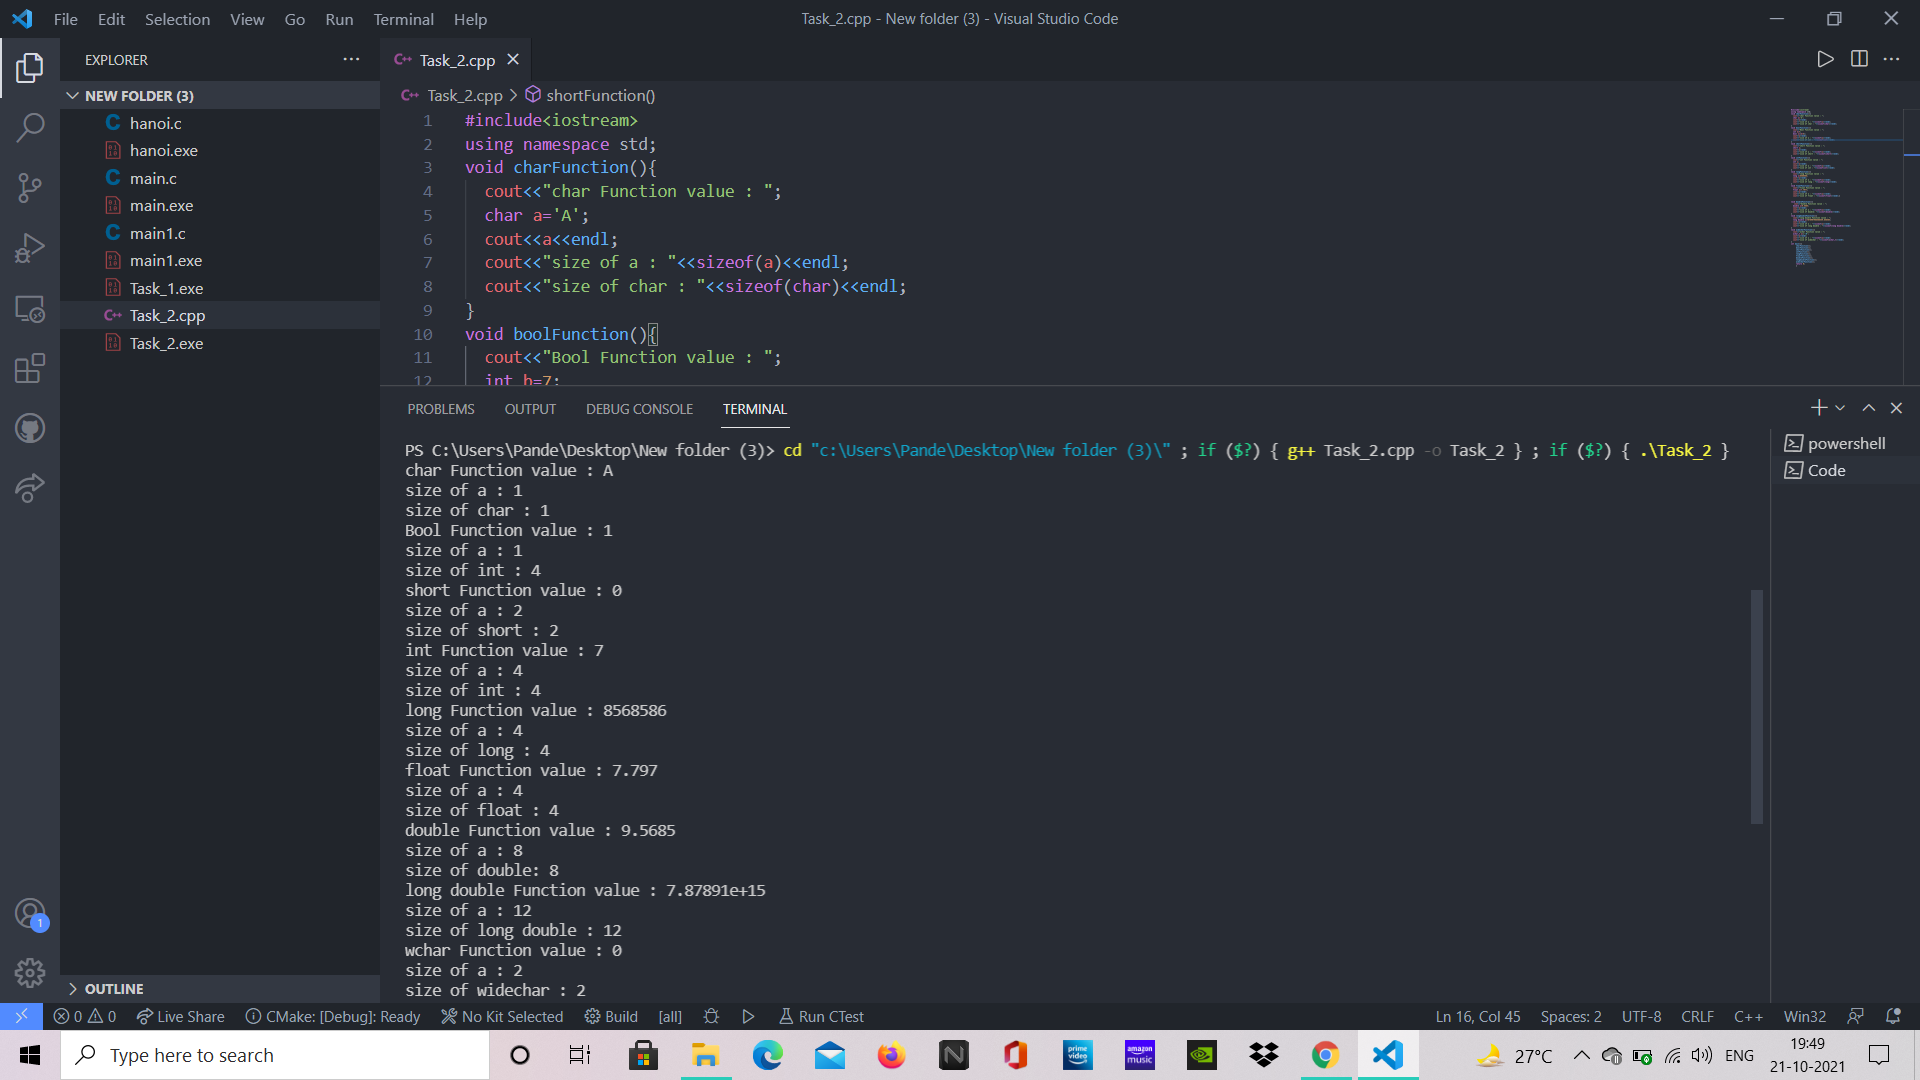 File Edit Selection View Go Run Terminal Help
Task_2.cpp - New folder (3) - Visual Studio Code
EXPLORER
NEW FOLDER (3)
hanoi.c
hanoi.exe
main.c
main.exe
main1.c
main1.exe
Task_1.exe
Task_2.cpp
Task_2.exe
OUTLINE
Task_2.cpp
Task_2.cpp > shortFunction()
1 #include<iostream>
2 using namespace std;
3 void charFunction(){
4 cout<<"char Function value : ";
5 char a='A';
6 cout<<a<<endl;
7 cout<<"size of a : "<<sizeof(a)<<endl;
8 cout<<"size of char : "<<sizeof(char)<<endl;
9 }
10 void boolFunction(){
11 cout<<"Bool Function value : ";
12 int b=7;
PROBLEMS OUTPUT DEBUG CONSOLE TERMINAL
PS C:\Users\Pande\Desktop\New folder (3)> cd "c:\Users\Pande\Desktop\New folder (3)\" ; if ($?) { g++ Task_2.cpp -o Task_2 } ; if ($?) { .\Task_2 }
char Function value : A
size of a : 1
size of char : 1
Bool Function value : 1
size of a : 1
size of int : 4
short Function value : 0
size of a : 2
size of short : 2
int Function value : 7
size of a : 4
size of int : 4
long Function value : 8568586
size of a : 4
size of long : 4
float Function value : 7.797
size of a : 4
size of float : 4
double Function value : 9.5685
size of a : 8
size of double: 8
long double Function value : 7.87891e+15
size of a : 12
size of long double : 12
wchar Function value : 0
size of a : 2
size of widechar : 2
powershell
Code
1
0 0 Live Share CMake: [Debug]: Ready No Kit Selected Build [all] Run CTest
Ln 16, Col 45 Spaces: 2 UTF-8 CRLF C++ Win32
Type here to search
prime video
amazon music
27°C
ENG
19:49
21-10-2021